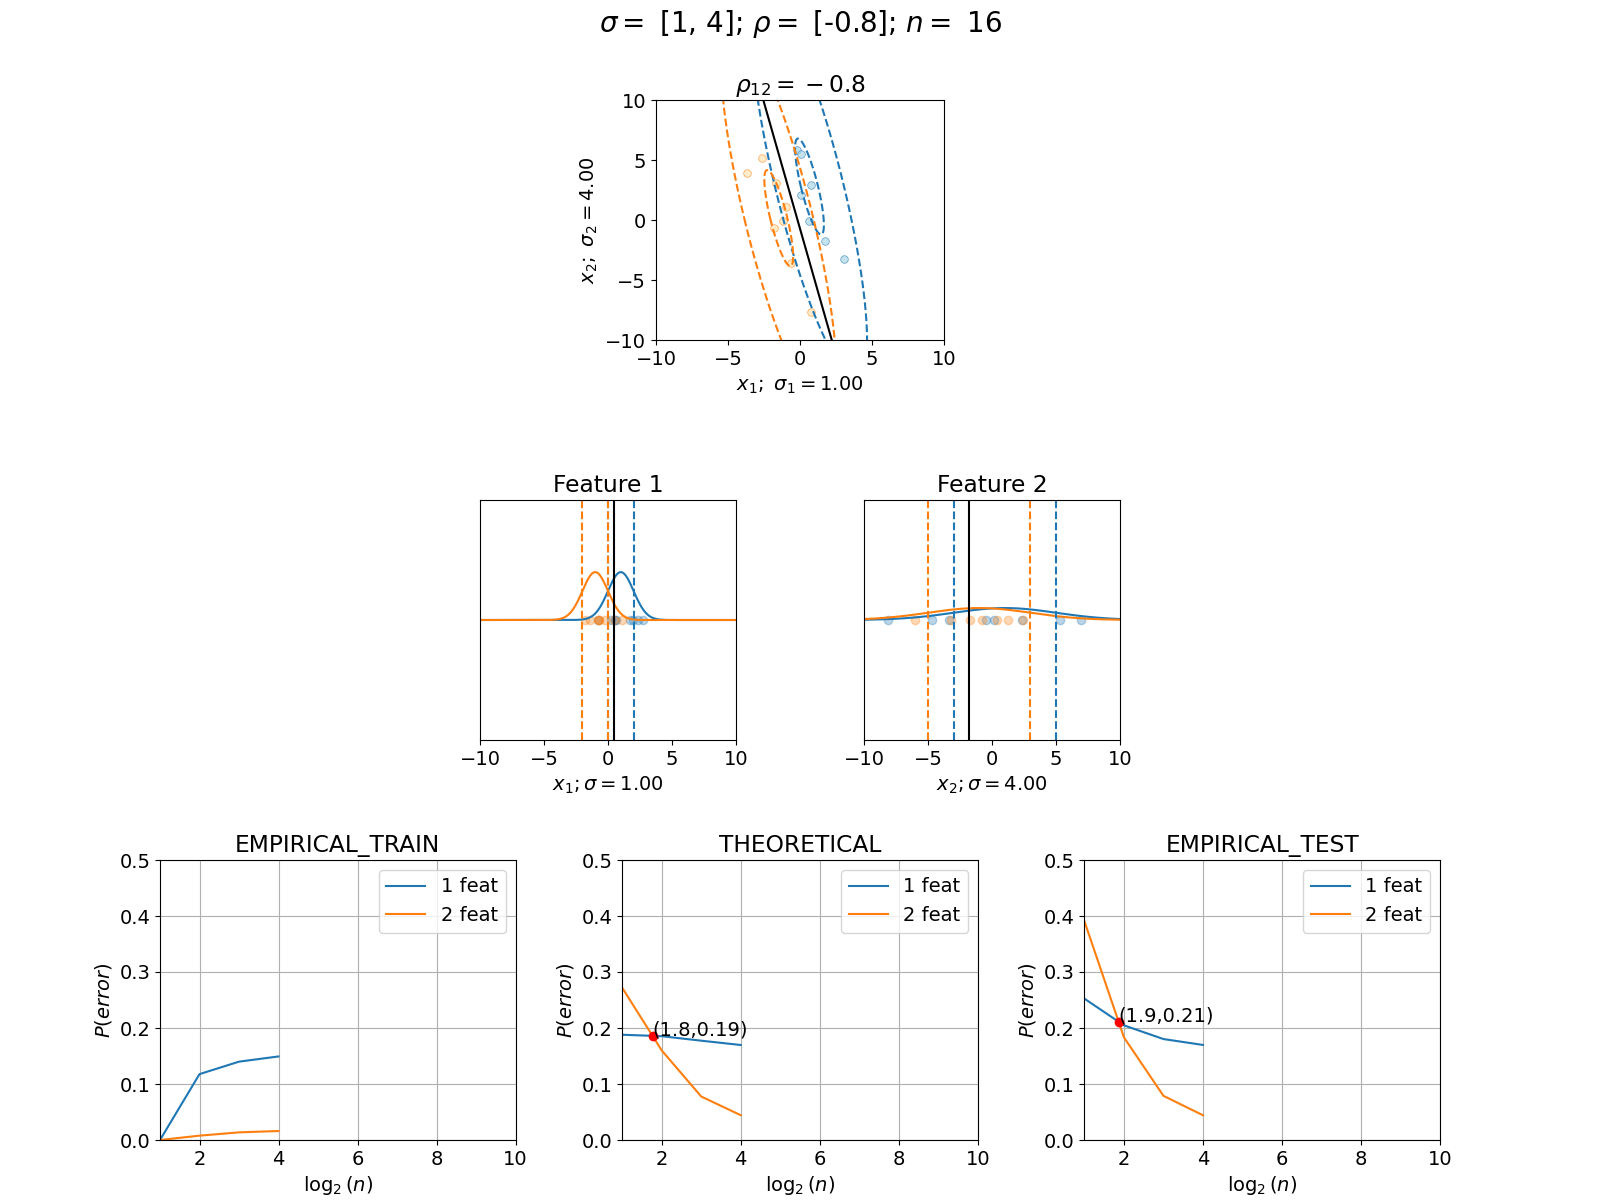 σ = [1, 4]; ρ = [-0.8]; n = 16
ρ₁₂ = −0.8
10
5
0
−5
−10
x₂; σ₂ = 4.00
−10 −5 0 5 10
x₁; σ₁ = 1.00
Feature 1
−10 −5 0 5 10
x₁; σ = 1.00
Feature 2
−10 −5 0 5 10
x₂; σ = 4.00
EMPIRICAL_TRAIN
0.5
0.4
0.3
0.2
0.1
0.0
P(error)
1 feat
2 feat
2 4 6 8 10
log₂ (n)
THEORETICAL
0.5
0.4
0.3
0.2
0.1
0.0
P(error)
1 feat
2 feat
(1.8,0.19)
2 4 6 8 10
log₂ (n)
EMPIRICAL_TEST
0.5
0.4
0.3
0.2
0.1
0.0
P(error)
1 feat
2 feat
(1.9,0.21)
2 4 6 8 10
log₂ (n)